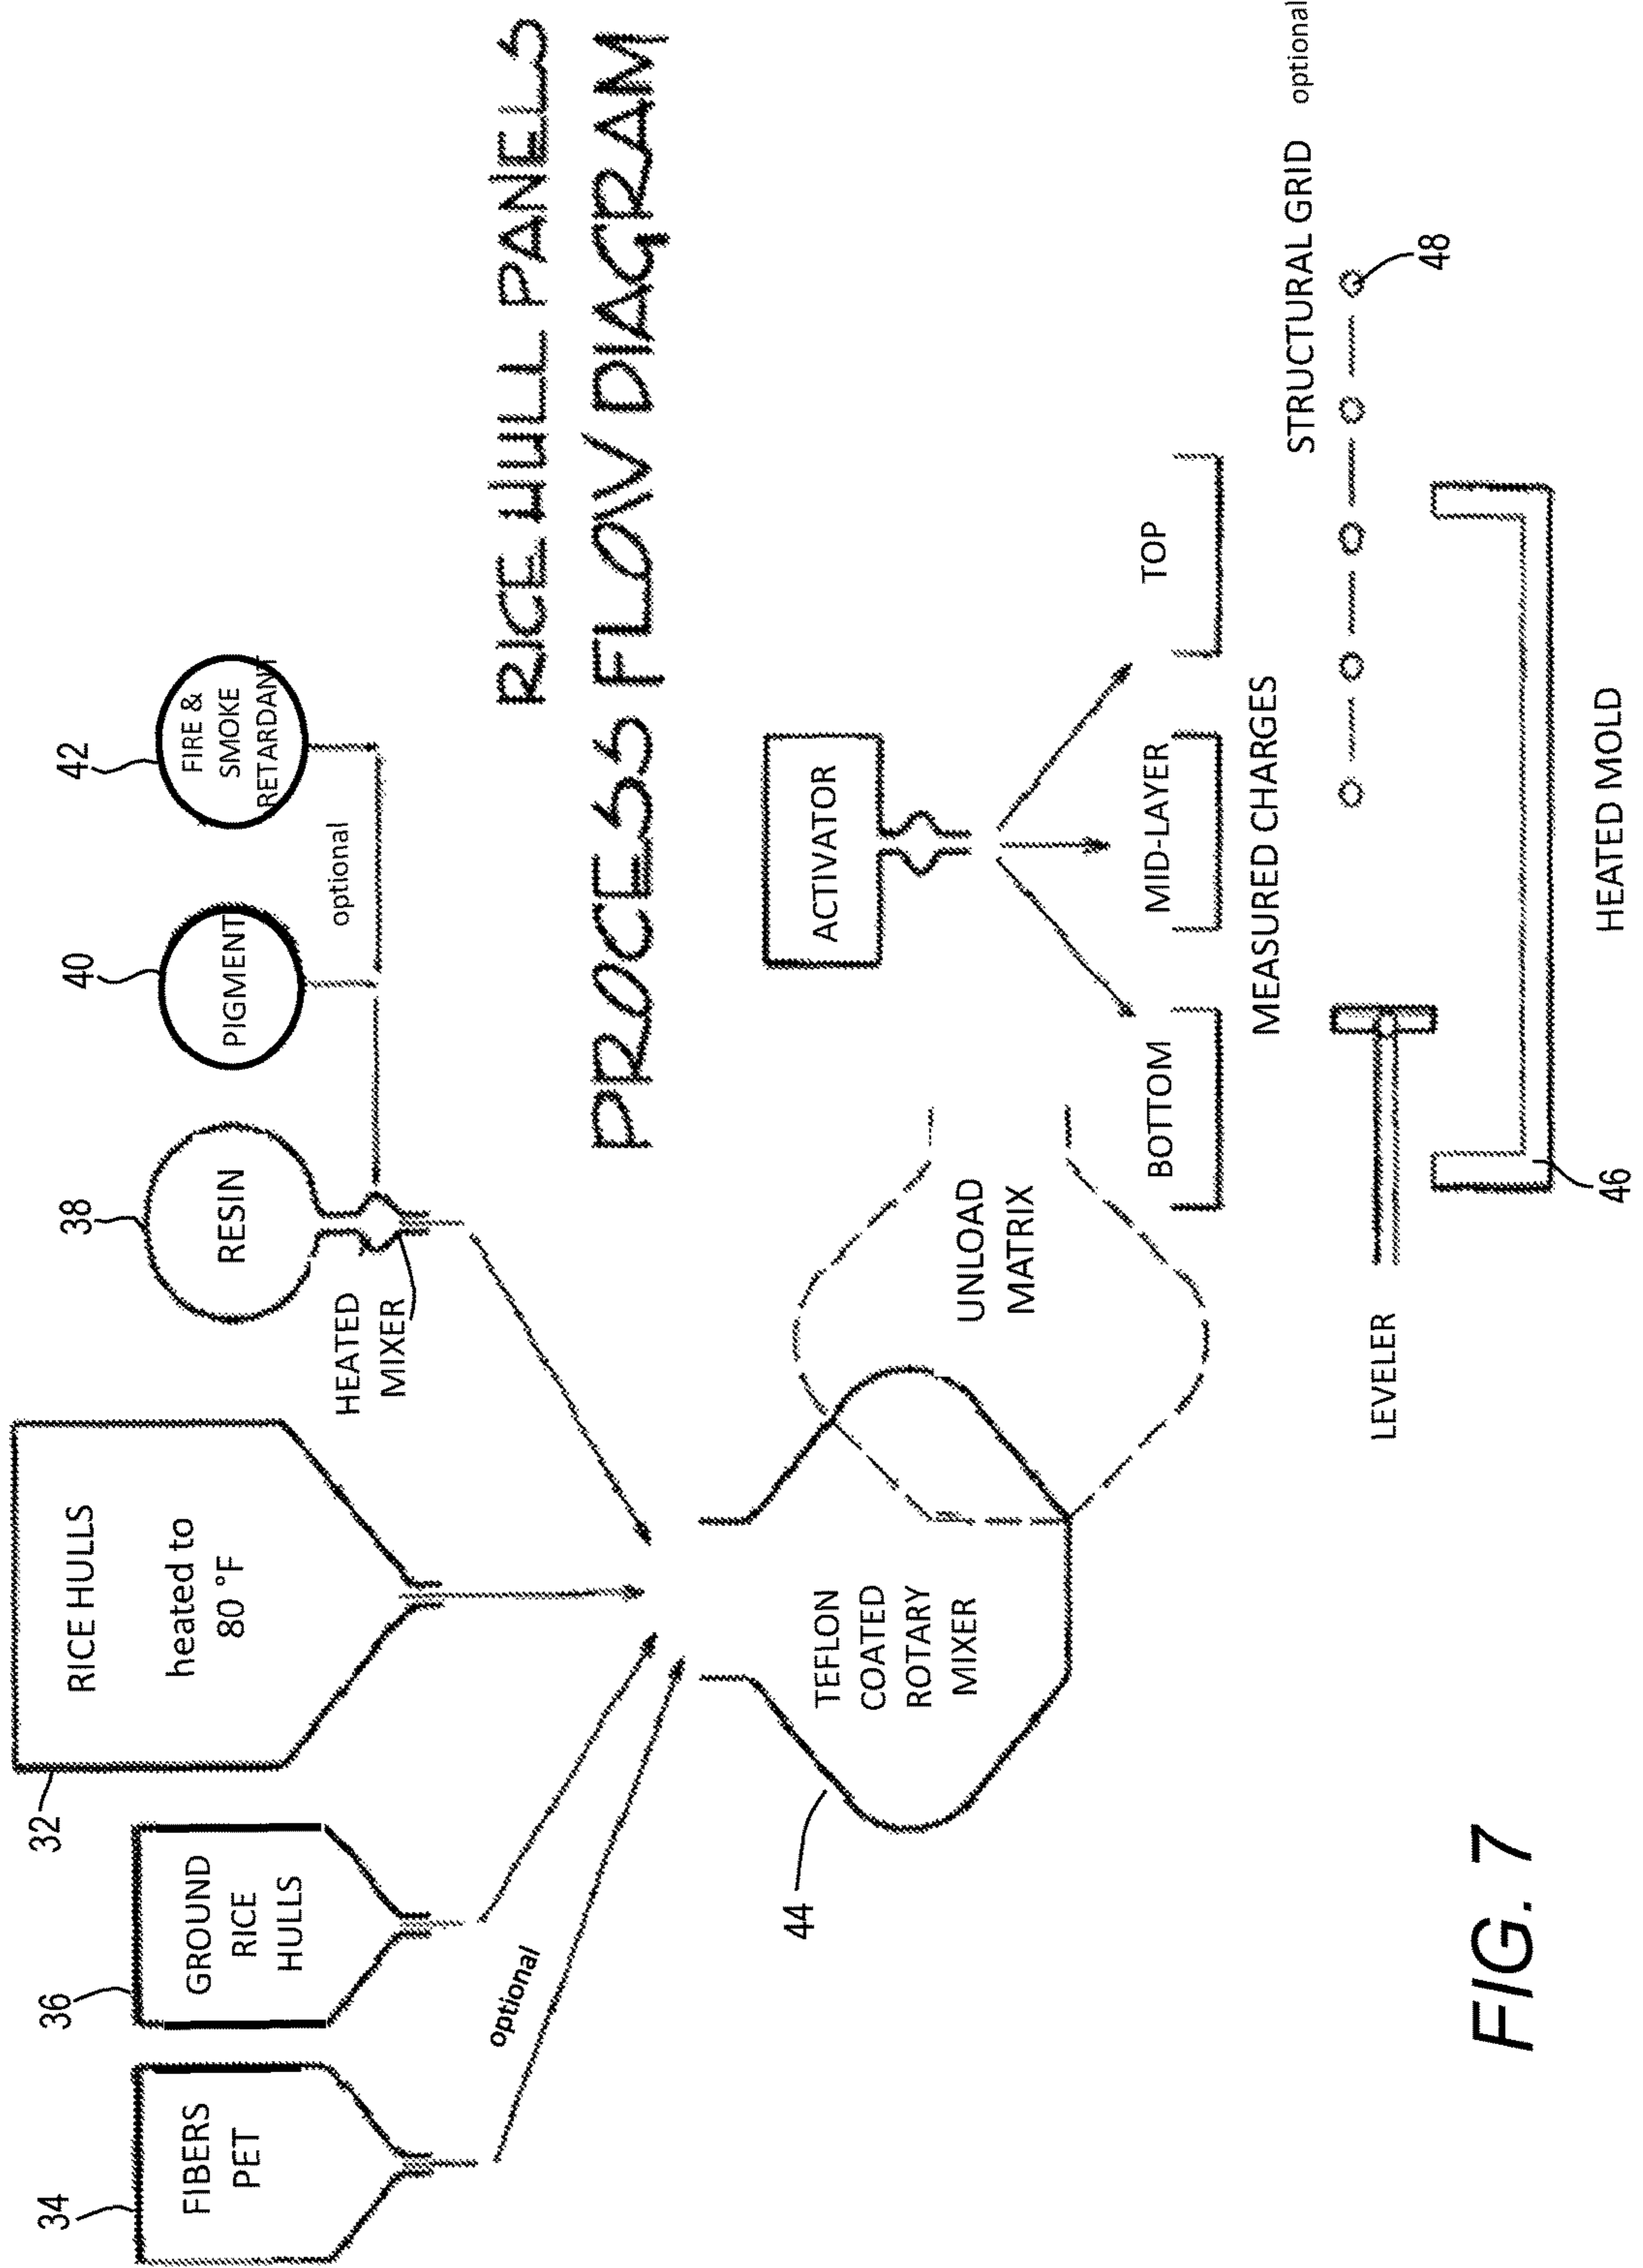 34
FIBERS
PET
36
GROUND
RICE
HULLS
32
RICE HULLS
heated to
80 °F
38
RESIN
40
PIGMENT
42
FIRE &
SMOKE
RETARDANT
optional
HEATED
MIXER
optional
RICE HULL PANELS
PROCESS FLOW DIAGRAM
44
TEFLON
COATED
ROTARY
MIXER
UNLOAD
MATRIX
ACTIVATOR
BOTTOM
MID-LAYER
TOP
MEASURED CHARGES
STRUCTURAL GRID optional
48
LEVELER
46
HEATED MOLD
FIG. 7